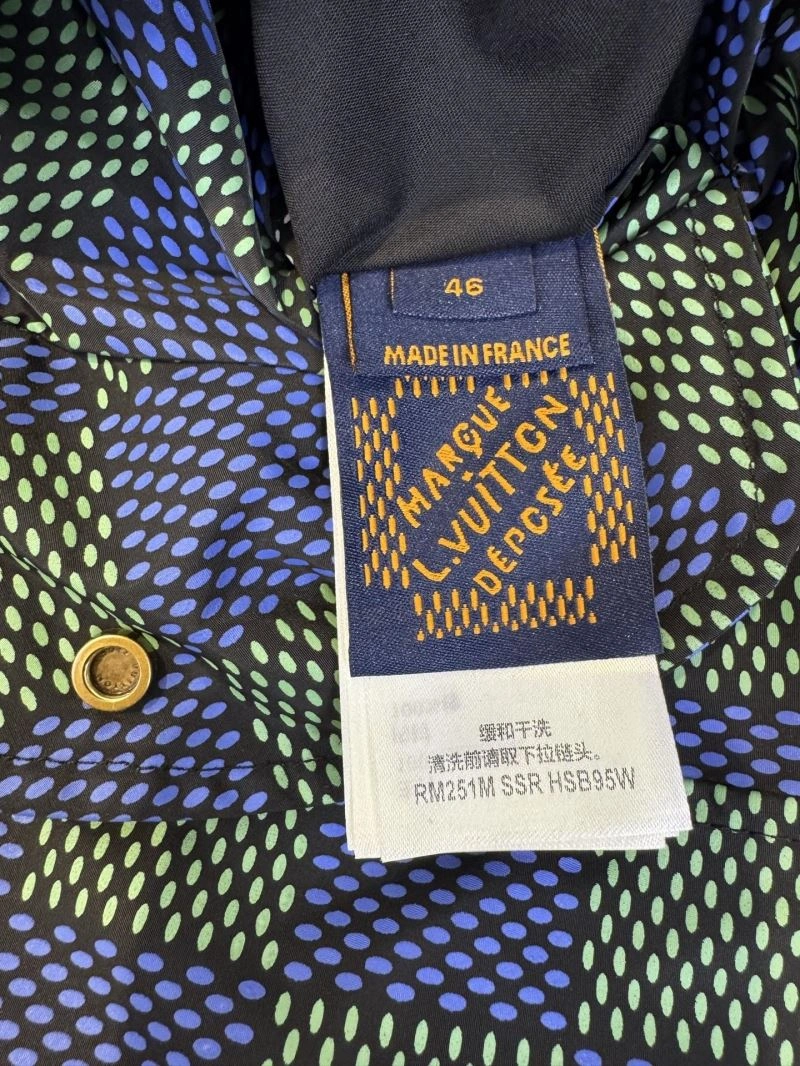 46
MADE IN FRANCE
MARQUE
L.VUITTON
DÉPOSÉE
缓和干洗
清洗前请取下拉链头。
RM251M SSR HSB95W